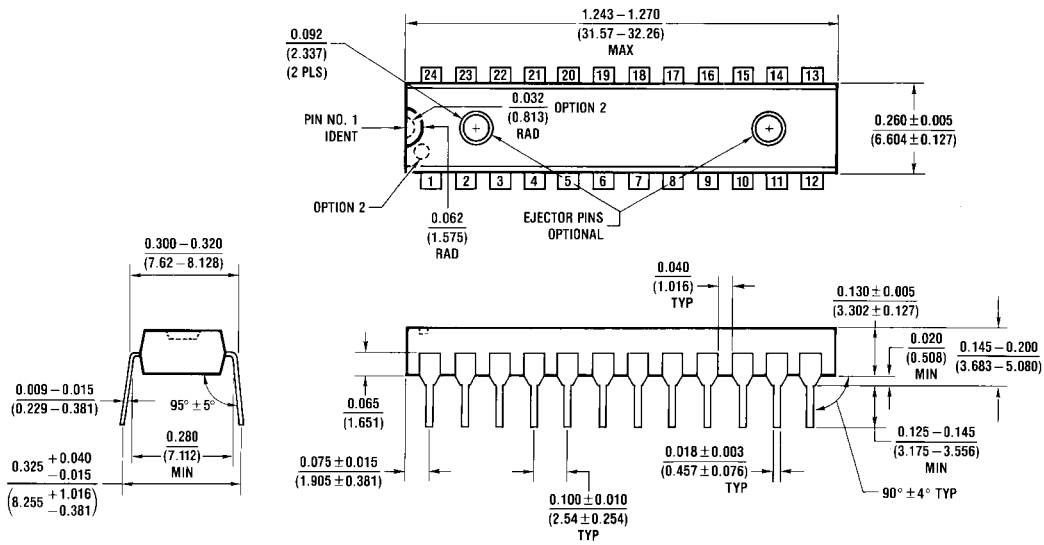 1.243 – 1.270
(31.57 – 32.26)
MAX
0.092
(2.337)
(2 PLS)
24 23 22 21 20 19 18 17 16 15 14 13
0.032
(0.813)
RAD
OPTION 2
PIN NO. 1
IDENT
0.260 ± 0.005
(6.604 ± 0.127)
1 2 3 4 5 6 7 8 9 10 11 12
OPTION 2
0.062
(1.575)
RAD
EJECTOR PINS
OPTIONAL
0.300 – 0.320
(7.62 – 8.128)
0.040
(1.016)
TYP
0.130 ± 0.005
(3.302 ± 0.127)
0.020
(0.508)
MIN
0.145 – 0.200
(3.683 – 5.080)
0.009 – 0.015
(0.229 – 0.381)
95° ± 5°
0.065
(1.651)
0.280
(7.112)
MIN
0.325 +0.040
–0.015
(8.255 +1.016
–0.381)
0.075 ± 0.015
(1.905 ± 0.381)
0.100 ± 0.010
(2.54 ± 0.254)
TYP
0.018 ± 0.003
(0.457 ± 0.076)
TYP
0.125 – 0.145
(3.175 – 3.556)
MIN
90° ± 4° TYP